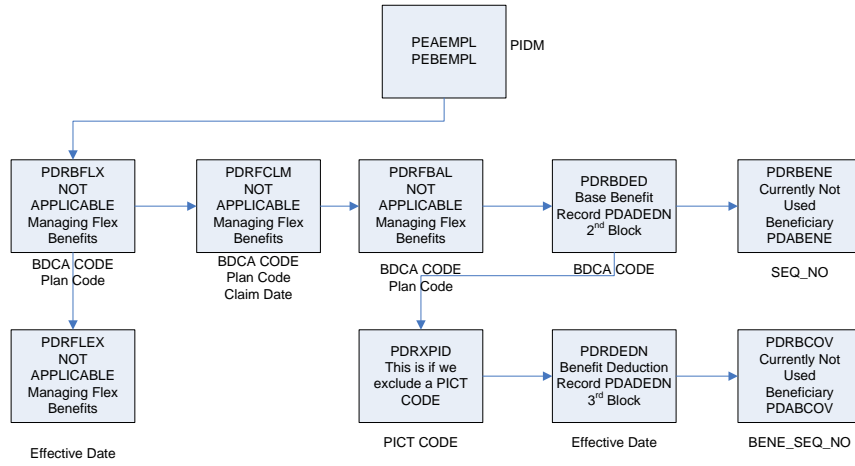 PEAEMPL
PEBEMPL
PIDM
PDRBFLX
NOT
APPLICABLE
Managing Flex
Benefits
BDCA CODE
Plan Code
PDRFCLM
NOT
APPLICABLE
Managing Flex
Benefits
BDCA CODE
Plan Code
Claim Date
PDRFBAL
NOT
APPLICABLE
Managing Flex
Benefits
BDCA CODE
Plan Code
PDRBDED
Base Benefit
Record PDADEDN
2nd Block
BDCA CODE
PDRBENE
Currently Not
Used
Beneficiary
PDABENE
SEQ_NO
PDRFLEX
NOT
APPLICABLE
Managing Flex
Benefits
Effective Date
PDRXPID
This is if we
exclude a PICT
CODE
PICT CODE
PDRDEDN
Benefit Deduction
Record PDADEDN
3rd Block
Effective Date
PDRBCOV
Currently Not
Used
Beneficiary
PDABCOV
BENE_SEQ_NO